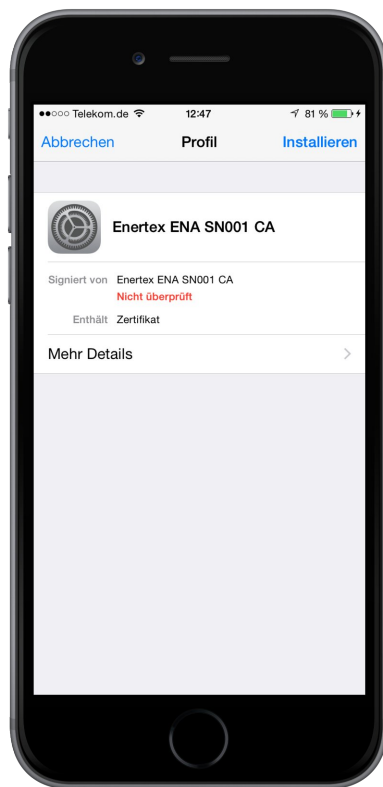 Telekom.de 12:47 81 %
Abbrechen Profil Installieren
Enertex ENA SN001 CA
Signiert von Enertex ENA SN001 CA
Nicht überprüft
Enthält Zertifikat
Mehr Details